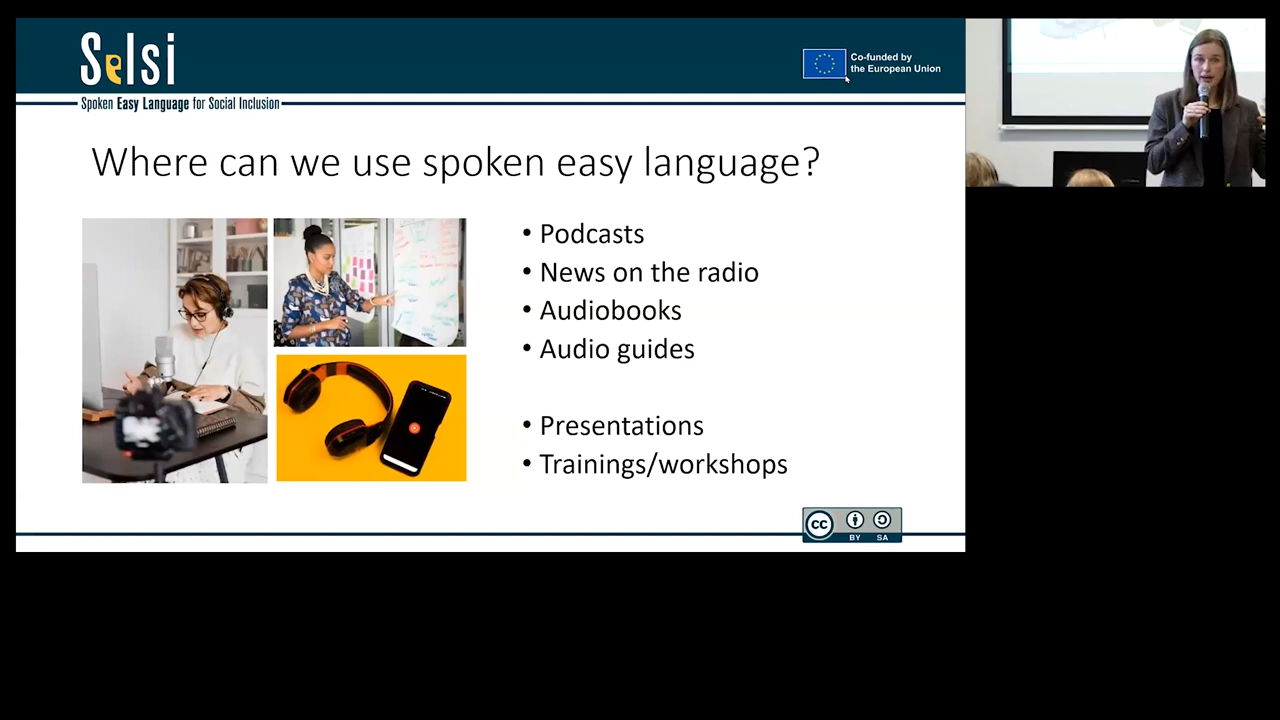 Selsi
Spoken Easy Language for Social Inclusion
Co-funded by
the European Union
Where can we use spoken easy language?
• Podcasts
• News on the radio
• Audiobooks
• Audio guides
• Presentations
• Trainings/workshops
cc
BY SA